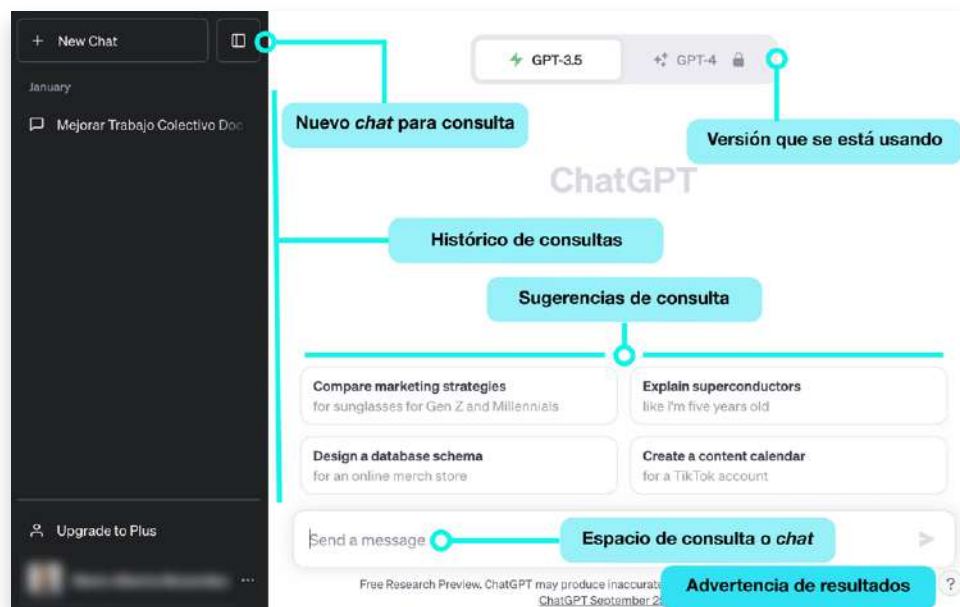 + New Chat
GPT-3.5
GPT-4
January
Mejorar Trabajo Colectivo Doc
Nuevo chat para consulta
Versión que se está usando
ChatGPT
Histórico de consultas
Sugerencias de consulta
Compare marketing strategies
for sunglasses for Gen Z and Millennials
Explain superconductors
like I'm five years old
Design a database schema
for an online merch store
Create a content calendar
for a TikTok account
Upgrade to Plus
Send a message
Espacio de consulta o chat
Free Research Preview. ChatGPT may produce
Advertencia de resultados
?
ChatGPT September